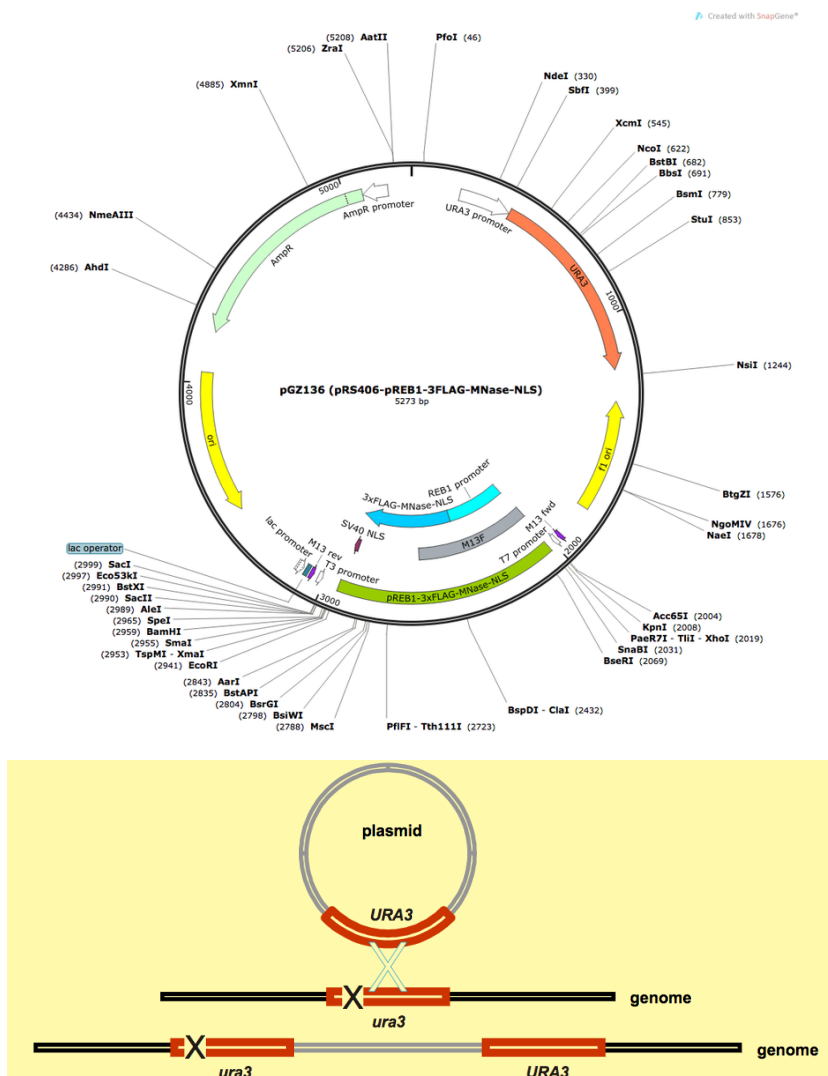 Created with SnapGene®
(5208) AatII
(5206) ZraI
PfoI (46)
(4885) XmnI
NdeI (330)
SbfI (399)
XcmI (545)
NcoI (622)
BstBI (682)
BbsI (691)
BsmI (779)
StuI (853)
(4434) NmeAIII
(4286) AhdI
5000
AmpR promoter
AmpR
URA3 promoter
URA3
1000
NsiI (1244)
4000
ori
pGZ136 (pRS406-pREB1-3FLAG-MNase-NLS)
5273 bp
f1 ori
BtgZI (1576)
NgoMIV (1676)
NaeI (1678)
REB1 promoter
3xFLAG-MNase-NLS
SV40 NLS
M13F
M13 fwd
T7 promoter
2000
lac promoter
M13 rev
T3 promoter
pREB1-3xFLAG-MNase-NLS
3000
lac operator
(2999) SacI
(2997) Eco53kI
(2991) BstXI
(2990) SacII
(2989) AleI
(2965) SpeI
(2959) BamHI
(2955) SmaI
(2953) TspMI - XmaI
(2941) EcoRI
(2843) AarI
(2835) BstAPI
(2804) BsrGI
(2798) BsiWI
(2788) MscI
PflFI - Tth111I (2723)
BspDI - ClaI (2432)
Acc65I (2004)
KpnI (2008)
PaeR7I - TliI - XhoI (2019)
SnaBI (2031)
BseRI (2069)
plasmid
URA3
X
genome
ura3
X
genome
ura3
URA3